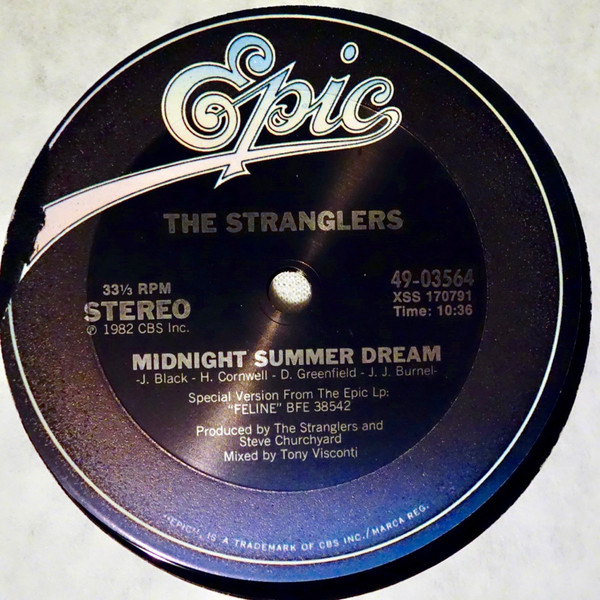 Epic
THE STRANGLERS
33⅓ RPM
STEREO
℗ 1982 CBS Inc.
49-03564
XSS 170791
Time: 10:36
MIDNIGHT SUMMER DREAM
-J. Black - H. Cornwell - D. Greenfield - J. J. Burnel-
Special Version From The Epic Lp:
"FELINE" BFE 38542
Produced by The Stranglers and
Steve Churchyard
Mixed by Tony Visconti
"EPIC", IS A TRADEMARK OF CBS INC./MARCA REG.